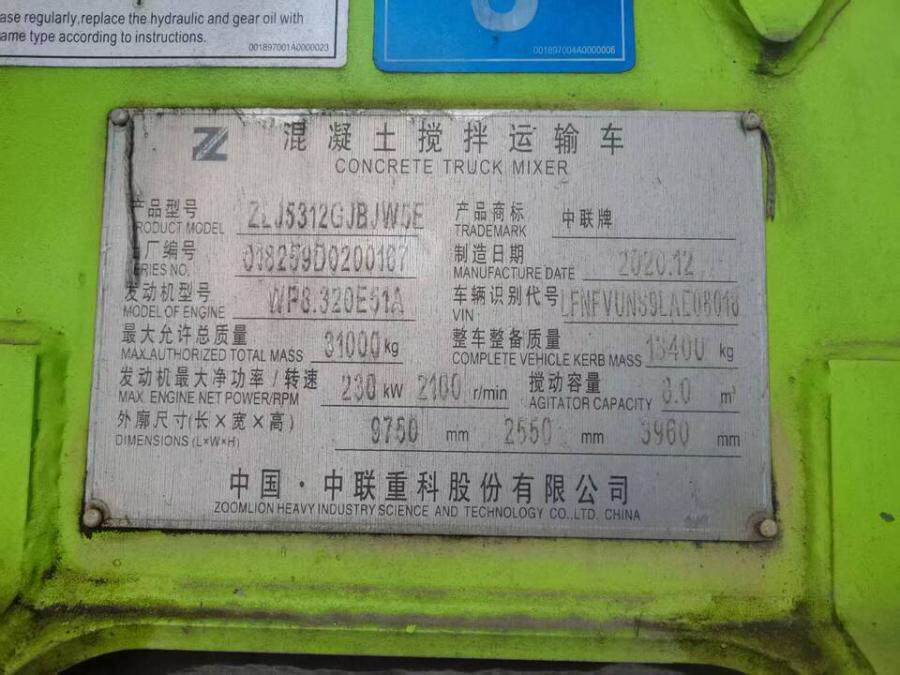 ase regularly,replace the hydraulic and gear oil with
ame type according to instructions.
001897001A0000023
001897004A0000006
混凝土搅拌运输车
CONCRETE TRUCK MIXER
产品型号 ZLJ5312GJBJW5E 产品商标 中联牌
PRODUCT MODEL TRADEMARK
出厂编号 018259D0200167 制造日期 2020.12
SERIES NO. MANUFACTURE DATE
发动机型号 WP8.320E51A 车辆识别代号
MODEL OF ENGINE VIN
最大允许总质量 31000 kg 整车整备质量 kg
MAX.AUTHORIZED TOTAL MASS COMPLETE VEHICLE KERB MASS
发动机最大净功率/转速 230 kW 2100 r/min 搅动容量 m³
MAX. ENGINE NET POWER/RPM AGITATOR CAPACITY
外廓尺寸(长×宽×高) 9750 mm 2550 mm 3960 mm
DIMENSIONS (L×W×H)
中国·中联重科股份有限公司
ZOOMLION HEAVY INDUSTRY SCIENCE AND TECHNOLOGY CO.,LTD. CHINA